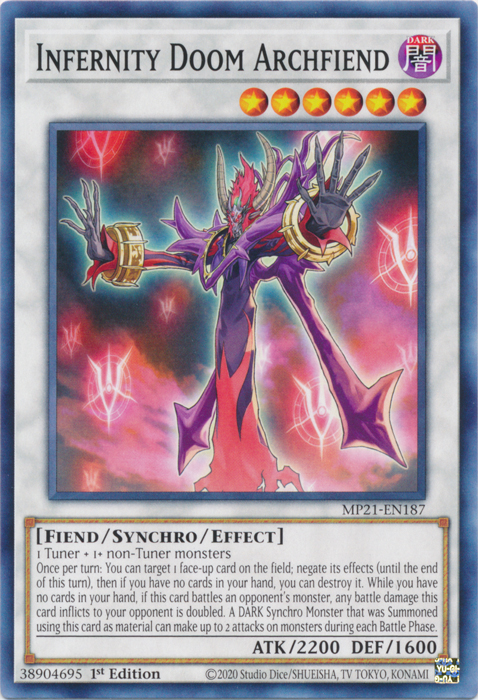 INFERNITY DOOM ARCHFIEND
DARK
闇
MP21-EN187
[FIEND/SYNCHRO/EFFECT]
1 Tuner + 1+ non-Tuner monsters
Once per turn: You can target 1 face-up card on the field; negate its effects (until the end
of this turn), then if you have no cards in your hand, you can destroy it. While you have
no cards in your hand, if this card battles an opponent's monster, any battle damage this
card inflicts to your opponent is doubled. A DARK Synchro Monster that was Summoned
using this card as material can make up to 2 attacks on monsters during each Battle Phase.
ATK/2200 DEF/1600
38904695 1st Edition ©2020 Studio Dice/SHUEISHA, TV TOKYO, KONAMI